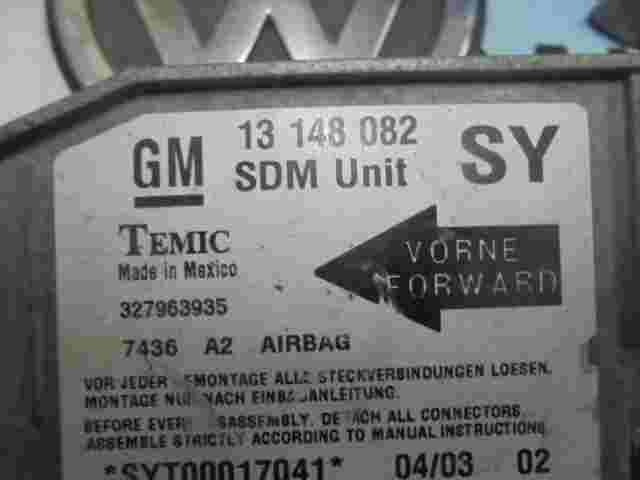 GM 13 148 082 SY
SDM Unit
TEMIC
Made in Mexico
VORNE
FORWARD
327963935
7436 A2 AIRBAG
VOR JEDER ALLE STECKVERBINDUNGEN LOESEN.
MONTAGE NUR NACH EINBAUANLEITUNG.
BEFORE EVERY DETACH ALL CONNECTORS
ASSEMBLE STRICTLY ACCORDING TO MANUAL INSTRUCTIONS
*SYT00017041* 04/03 02